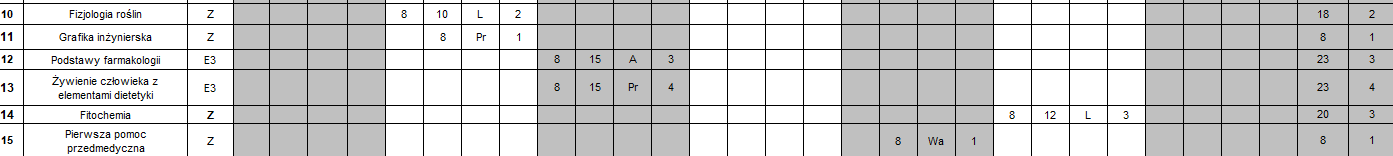 10 Fizjologia roślin Z 8 10 L 2 18 2
11 Grafika inżynierska Z 8 Pr 1 8 1
12 Podstawy farmakologii E3 8 15 A 3 23 3
13 Żywienie człowieka z
elementami dietetyki E3 8 15 Pr 4 23 4
14 Fitochemia Z 8 12 L 3 20 3
15 Pierwsza pomoc
przedmedyczna Z 8 Wa 1 8 1